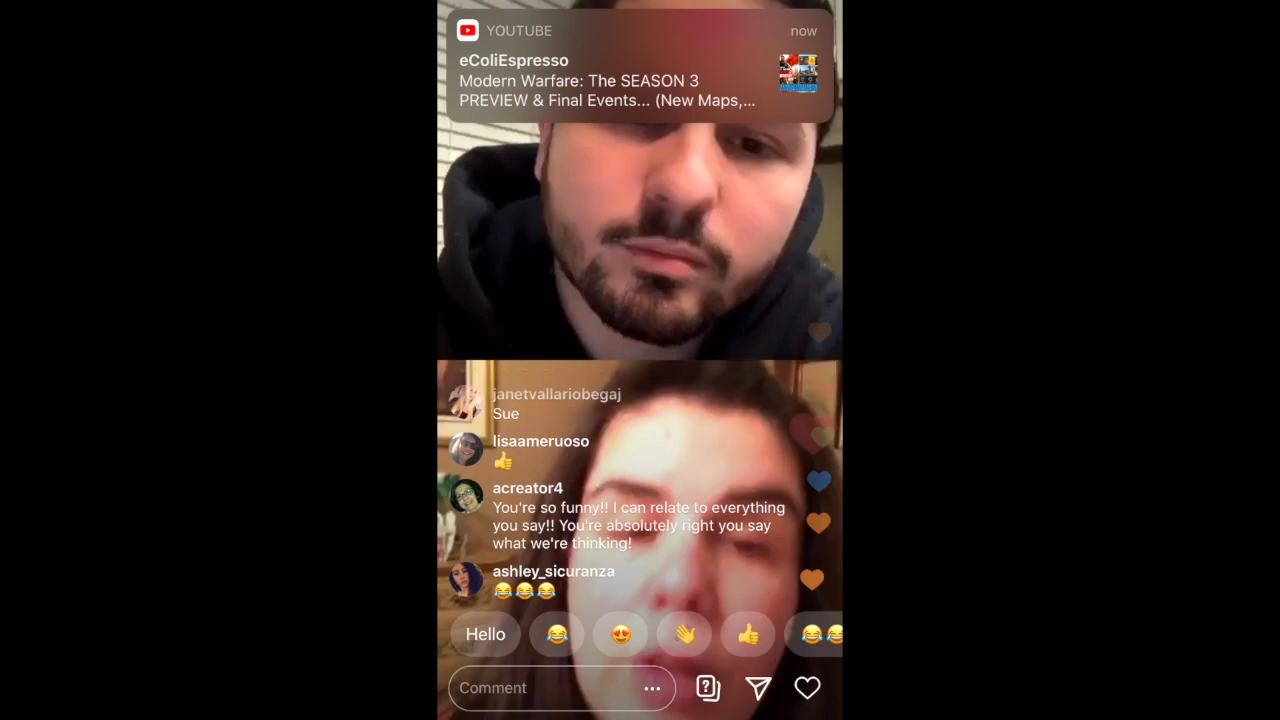 YOUTUBE
now
eColiEspresso
Modern Warfare: The SEASON 3
PREVIEW & Final Events... (New Maps,...
janetvallariobegaj
Sue
lisaameruoso
👍
acreator4
You're so funny!! I can relate to everything
you say!! You're absolutely right you say
what we're thinking!
ashley_sicuranza
😂😂😂
Hello 😂 😍 👋 👍 😂😂
Comment